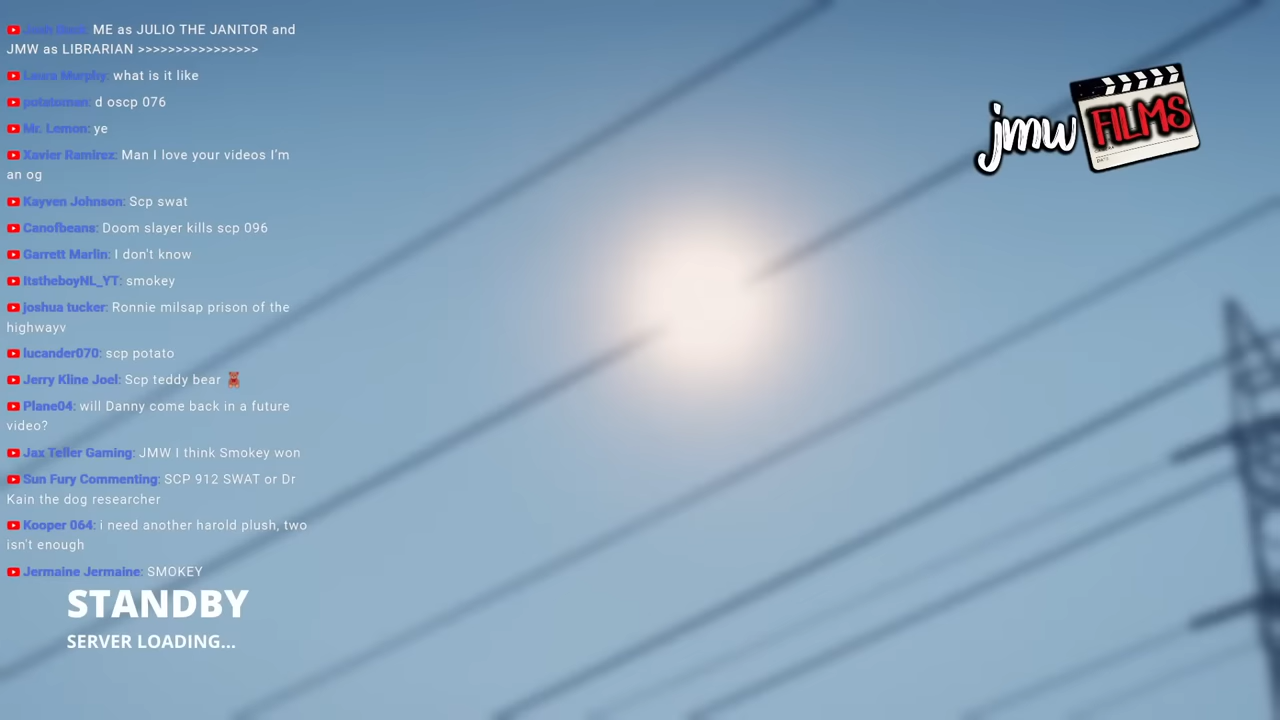 ME as JULIO THE JANITOR and
JMW as LIBRARIAN >>>>>>>>>>>>>>>>
Laura Murphy: what is it like
potatoman: d oscp 076
Mr. Lemon: ye
Xavier Ramirez: Man I love your videos I'm
an og
Kayven Johnson: Scp swat
Canofbeans: Doom slayer kills scp 096
Garrett Marlin: I don't know
ItstheboyNL_YT: smokey
joshua tucker: Ronnie milsap prison of the
highwayv
lucander070: scp potato
Jerry Kline Joel: Scp teddy bear 🧸
Plane04: will Danny come back in a future
video?
Jax Teller Gaming: JMW I think Smokey won
Sun Fury Commenting: SCP 912 SWAT or Dr
Kain the dog researcher
Kooper 064: i need another harold plush, two
isn't enough
Jermaine Jermaine: SMOKEY
STANDBY
SERVER LOADING...
jmw FILMS